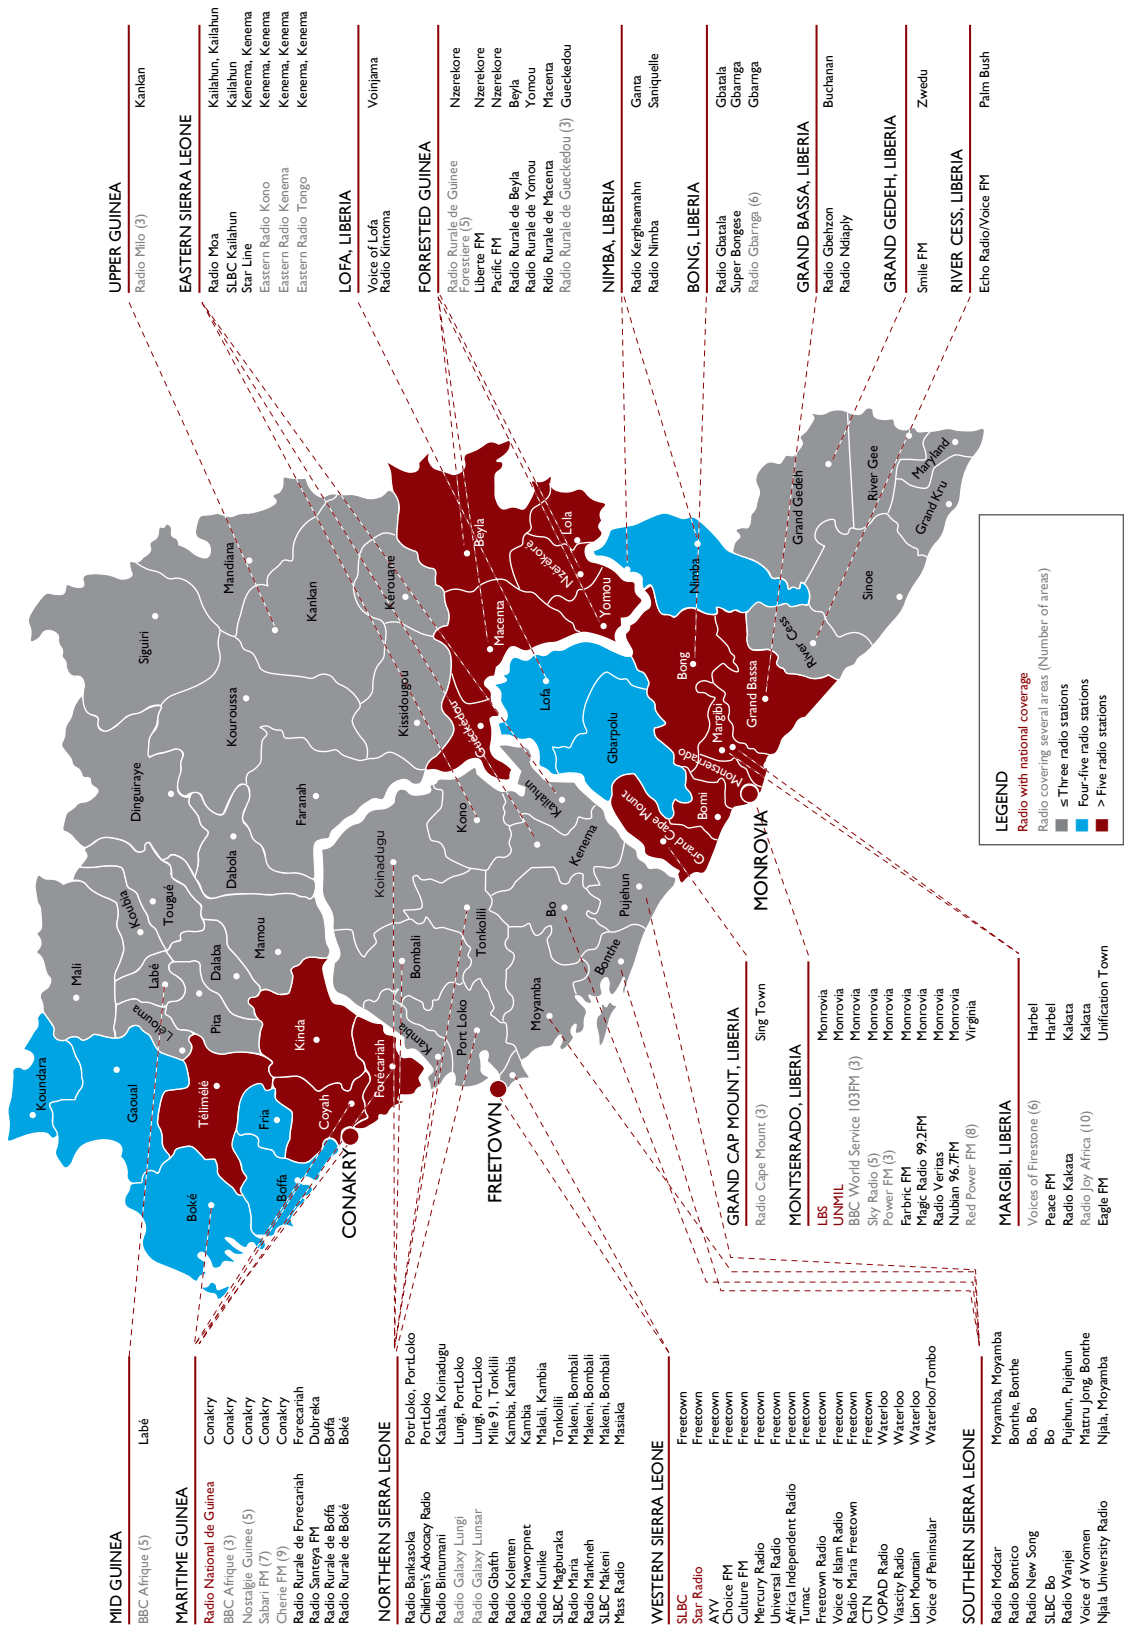 MID GUINEA
BBC Afrique (5) Labé
MARITIME GUINEA
Radio National de Guinea Conakry
BBC Afrique (3) Conakry
Nostalgie Guinee (5) Conakry
Sabari FM (7) Conakry
Cherie FM (9) Conakry
Radio Rurale de Forecariah Forecariah
Radio Santeya FM Dubreka
Radio Rurale de Boffa Boffa
Radio Rurale de Boké Boké
NORTHERN SIERRA LEONE
Radio Bankasoka PortLoko, PortLoko
Children's Advocacy Radio PortLoko
Radio Bintumani Kabala, Koinadugu
Radio Galaxy Lungi Lungi, PortLoko
Radio Galaxy Lunsar Lungi, PortLoko
Radio Gbafth Mile 91, Tonklili
Radio Kolenten Kambia, Kambia
Radio Maworpnet Kambia
Radio Kunike Makali, Kambia
SLBC Magburaka Tonkolili
Radio Maria Makeni, Bombali
Radio Mankneh Makeni, Bombali
SLBC Makeni Makeni, Bombali
Mass Radio Masiaka
WESTERN SIERRA LEONE
SLBC Freetown
Star Radio Freetown
AYV Freetown
Choice FM Freetown
Culture FM Freetown
Mercury Radio Freetown
Universal Radio Freetown
Africa Independent Radio Freetown
Tumac Freetown
Freetown Radio Freetown
Voice of Islam Radio Freetown
Radio Maria Freetown Freetown
CTN Freetown
VOPAD Radio Waterloo
Vascity Radio Waterloo
Lion Mountain Waterloo
Voice of Peninsular Waterloo/Tombo
SOUTHERN SIERRA LEONE
Radio Modcar Moyamba, Moyamba
Radio Bontico Bonthe, Bonthe
Radio New Song Bo, Bo
SLBC Bo Bo
Radio Wanjei Pujehun, Pujehun
Voice of Women Mattru Jong, Bonthe
Njala University Radio Njala, Moyamba
GRAND CAP MOUNT, LIBERIA
Radio Cape Mount (3) Sing Town
MONTSERRADO, LIBERIA
LBS Monrovia
UNMIL Monrovia
BBC World Service 103FM (3) Monrovia
Sky Radio (5) Monrovia
Power FM (3) Monrovia
Farbric FM Monrovia
Magic Radio 99.2FM Monrovia
Radio Veritas Monrovia
Nubian 96.7FM Monrovia
Red Power FM (8) Virginia
MARGIBI, LIBERIA
Voices of Firestone (6) Harbel
Peace FM Harbel
Radio Kakata Kakata
Radio Joy Africa (10) Kakata
Eagle FM Unification Town
UPPER GUINEA
Radio Milo (3) Kankan
EASTERN SIERRA LEONE
Radio Moa Kailahun, Kailahun
SLBC Kailahun Kailahun
Star Line Kenema, Kenema
Eastern Radio Kono Kenema, Kenema
Eastern Radio Kenema Kenema, Kenema
Eastern Radio Tongo Kenema, Kenema
LOFA, LIBERIA
Voice of Lofa Voinjama
Radio Kintoma
FORRESTED GUINEA
Radio Rurale de Guinee Nzerekore
Forestiere (5)
Liberte FM Nzerekore
Pacific FM Nzerekore
Radio Rurale de Beyla Beyla
Radio Rurale de Yomou Yomou
Rdio Rurale de Macenta Macenta
Radio Rurale de Gueckedou (3) Gueckedou
NIMBA, LIBERIA
Radio Kergheamahn Ganta
Radio Nimba Saniquelle
BONG, LIBERIA
Radio Gbatala Gbatala
Super Bongese Gbarnga
Radio Gbarnga (6) Gbarnga
GRAND BASSA, LIBERIA
Radio Gbehzon Buchanan
Radio Ndiaply
GRAND GEDEH, LIBERIA
Smile FM Zwedu
RIVER CESS, LIBERIA
Echo Radio/Voice FM Palm Bush
Koundara
Gaoual
Boké
Boffa
Fria
Télimélé
Mali
Koubia
Tougué
Labé
Lélouma
Dalaba
Pita
Mamou
Kinda
Coyah
Forécariah
CONAKRY
Siguiri
Mandiana
Dinguiraye
Kouroussa
Kankan
Dabola
Faranah
Kérouane
Kissidougou
Guéckédou
Macenta
Beyla
Nzérékoré
Lola
Yomou
Koinadugu
Bombali
Kambia
Port Loko
Tonkolili
Kono
Kailahun
Kenema
Bo
Pujehun
Bonthe
Moyamba
FREETOWN
Lofa
Gbarpolu
Grand Cape Mount
Bomi
Montserrado
Margibi
Bong
Grand Bassa
Nimba
River Cess
Sinoe
Grand Gedeh
River Gee
Grand Kru
Maryland
MONROVIA
LEGEND
Radio with national coverage
Radio covering several areas (Number of areas)
≤ Three radio stations
Four-five radio stations
> Five radio stations